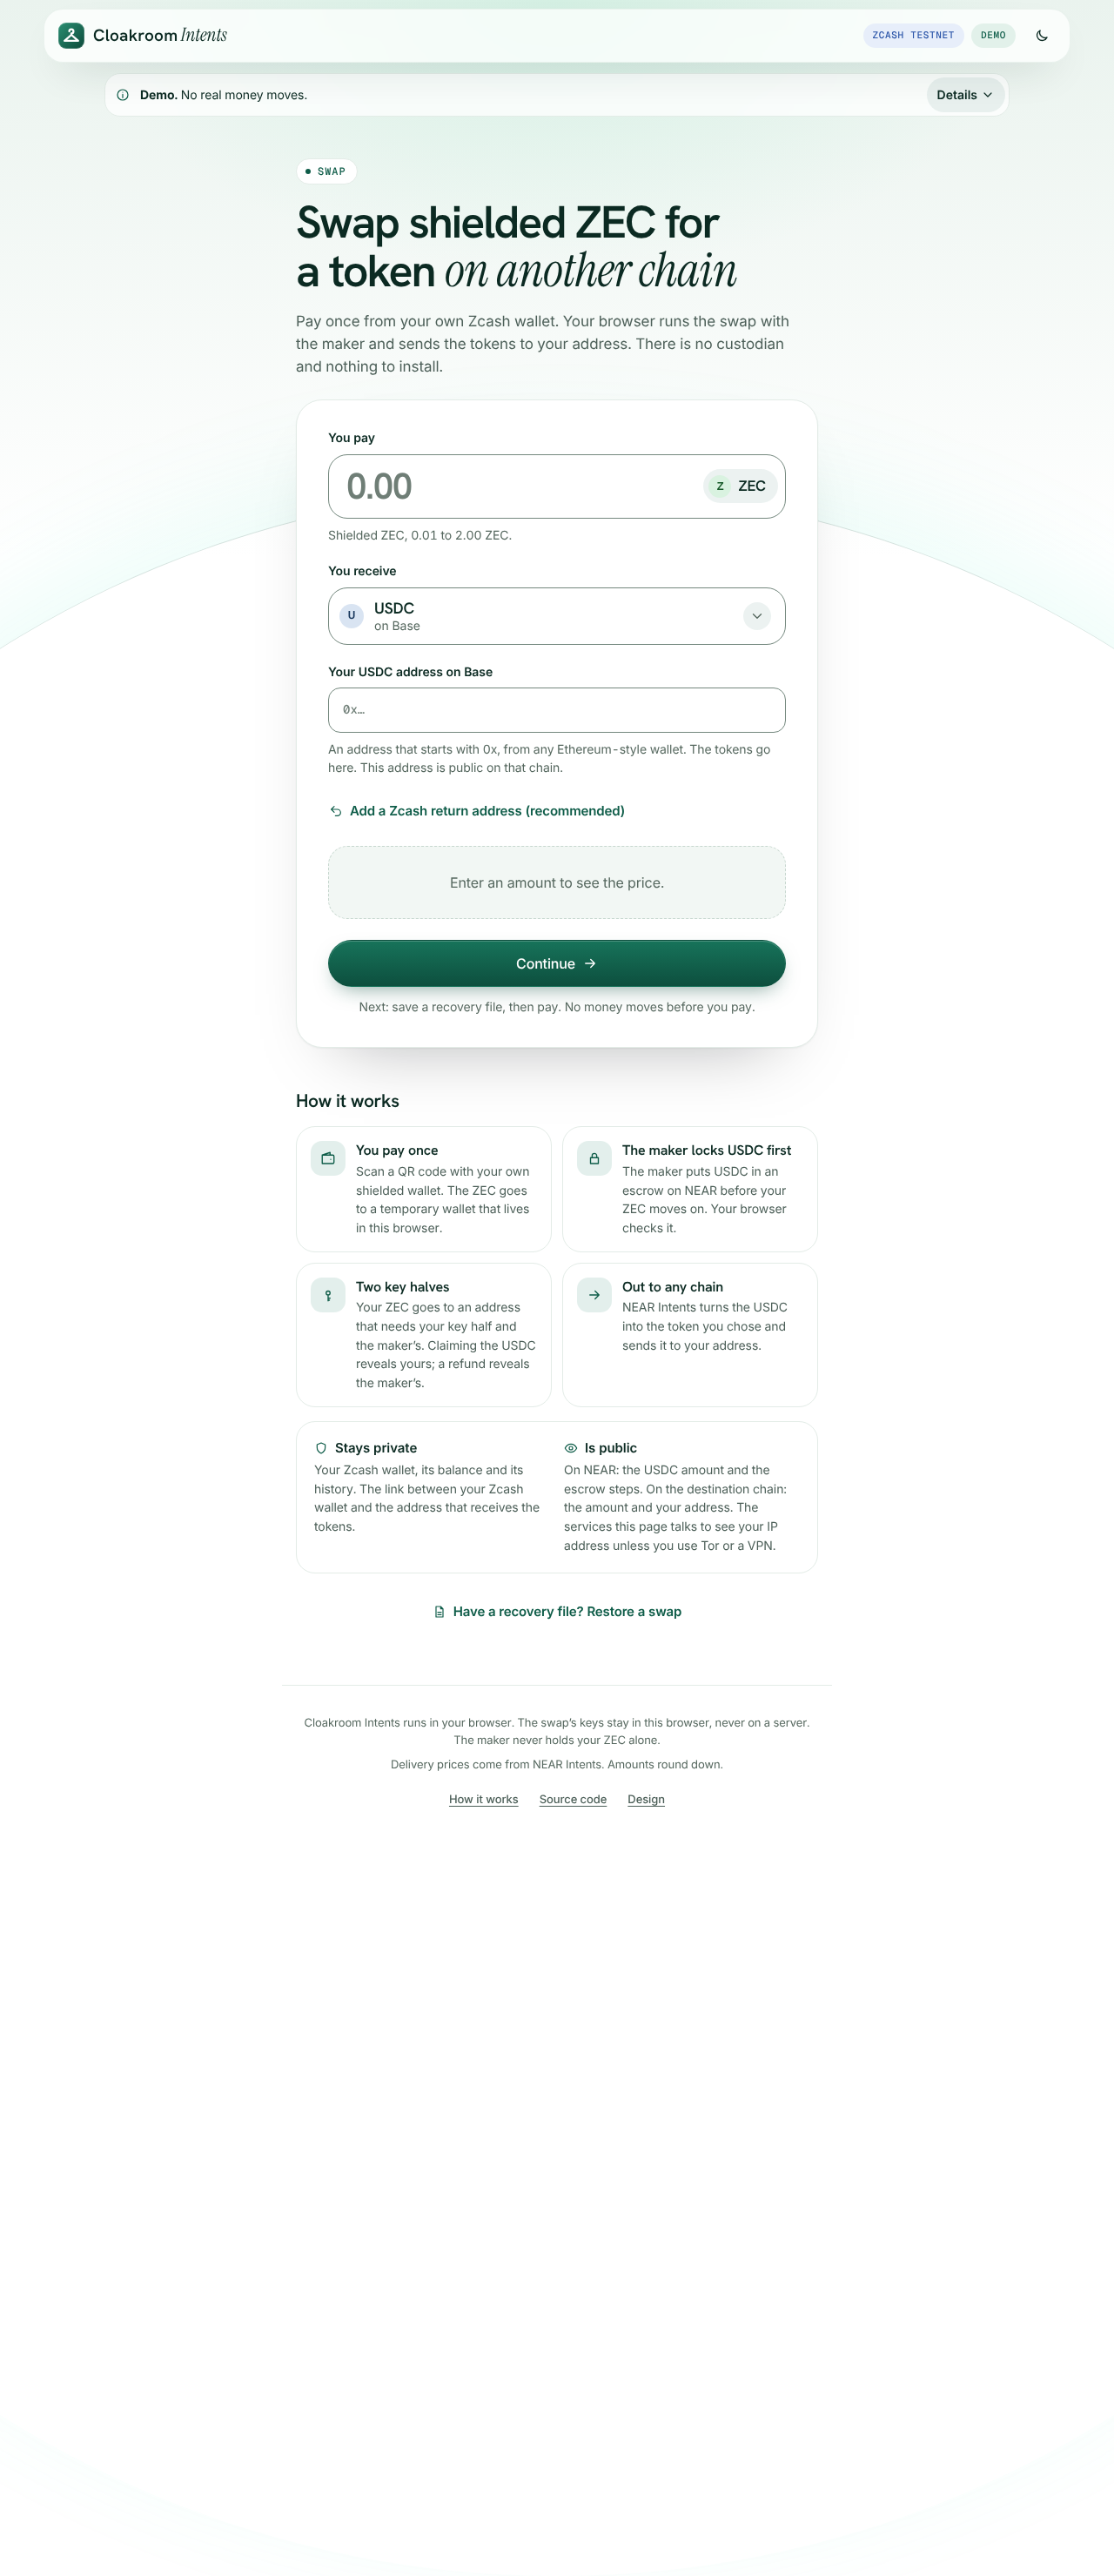 Cloakroom Intents
ZCASH TESTNET
DEMO
Demo. No real money moves.
Details
SWAP
Swap shielded ZEC for
a token on another chain
Pay once from your own Zcash wallet. Your browser runs the swap with
the maker and sends the tokens to your address. There is no custodian
and nothing to install.
You pay
0.00
Z
ZEC
Shielded ZEC, 0.01 to 2.00 ZEC.
You receive
U
USDC
on Base
Your USDC address on Base
0x…
An address that starts with 0x, from any Ethereum-style wallet. The tokens go
here. This address is public on that chain.
Add a Zcash return address (recommended)
Enter an amount to see the price.
Continue →
Next: save a recovery file, then pay. No money moves before you pay.
How it works
You pay once
Scan a QR code with your own
shielded wallet. The ZEC goes
to a temporary wallet that lives
in this browser.
The maker locks USDC first
The maker puts USDC in an
escrow on NEAR before your
ZEC moves on. Your browser
checks it.
Two key halves
Your ZEC goes to an address
that needs your key half and
the maker’s. Claiming the USDC
reveals yours; a refund reveals
the maker’s.
Out to any chain
NEAR Intents turns the USDC
into the token you chose and
sends it to your address.
Stays private
Your Zcash wallet, its balance and its
history. The link between your Zcash
wallet and the address that receives the
tokens.
Is public
On NEAR: the USDC amount and the
escrow steps. On the destination chain:
the amount and your address. The
services this page talks to see your IP
address unless you use Tor or a VPN.
Have a recovery file? Restore a swap
Cloakroom Intents runs in your browser. The swap’s keys stay in this browser, never on a server.
The maker never holds your ZEC alone.
Delivery prices come from NEAR Intents. Amounts round down.
How it works
Source code
Design